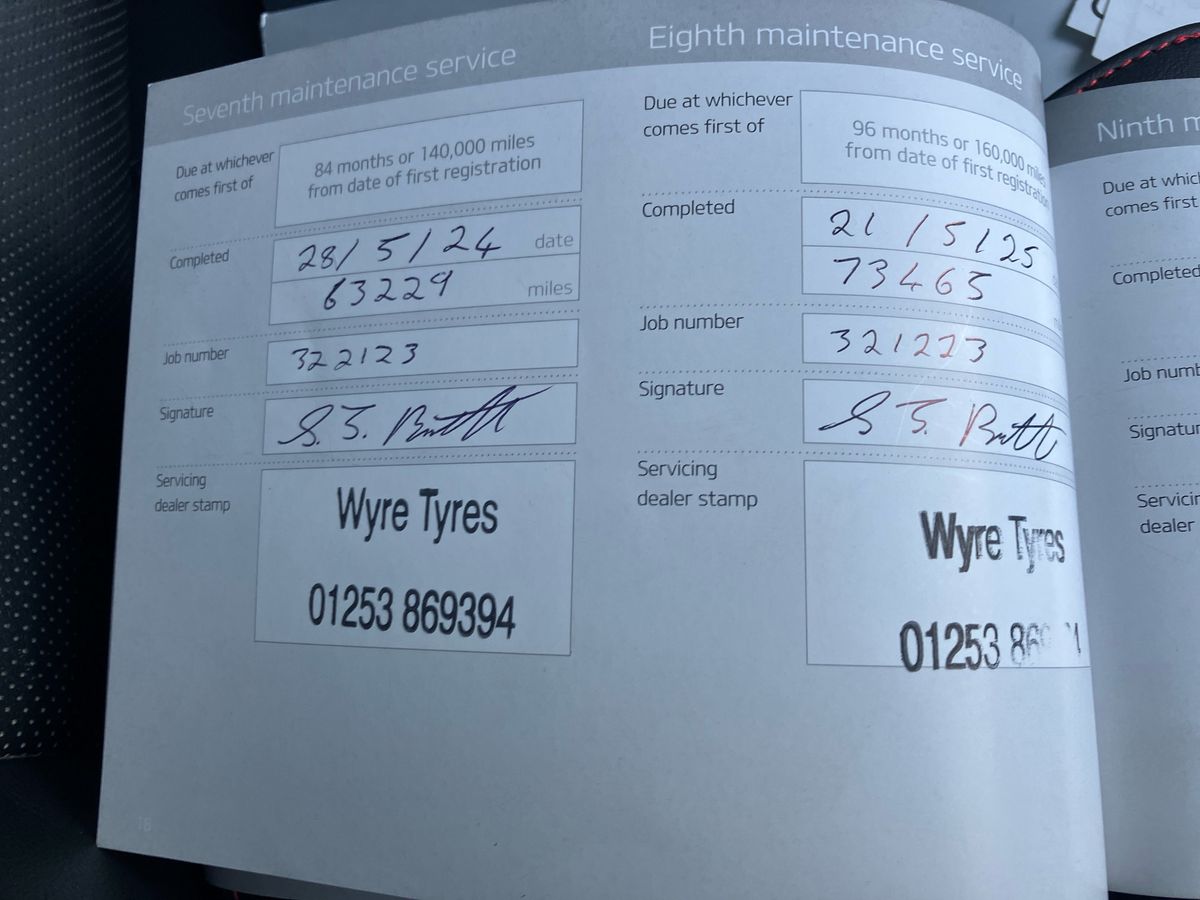 Seventh maintenance service
Due at whichever
comes first of
84 months or 140,000 miles
from date of first registration
Completed
28/5/24 date
63229 miles
Job number
322123
Signature
S. J.
Servicing
dealer stamp
Wyre Tyres
01253 869394
18
Eighth maintenance service
Due at whichever
comes first of
96 months or 160,000 miles
from date of first registration
Completed
21/5/25
73465
Job number
321223
Signature
S J.
Servicing
dealer stamp
Wyre Tyres
01253
Ninth m
Due at which
comes first
Completed
Job numb
Signatur
Servicin
dealer